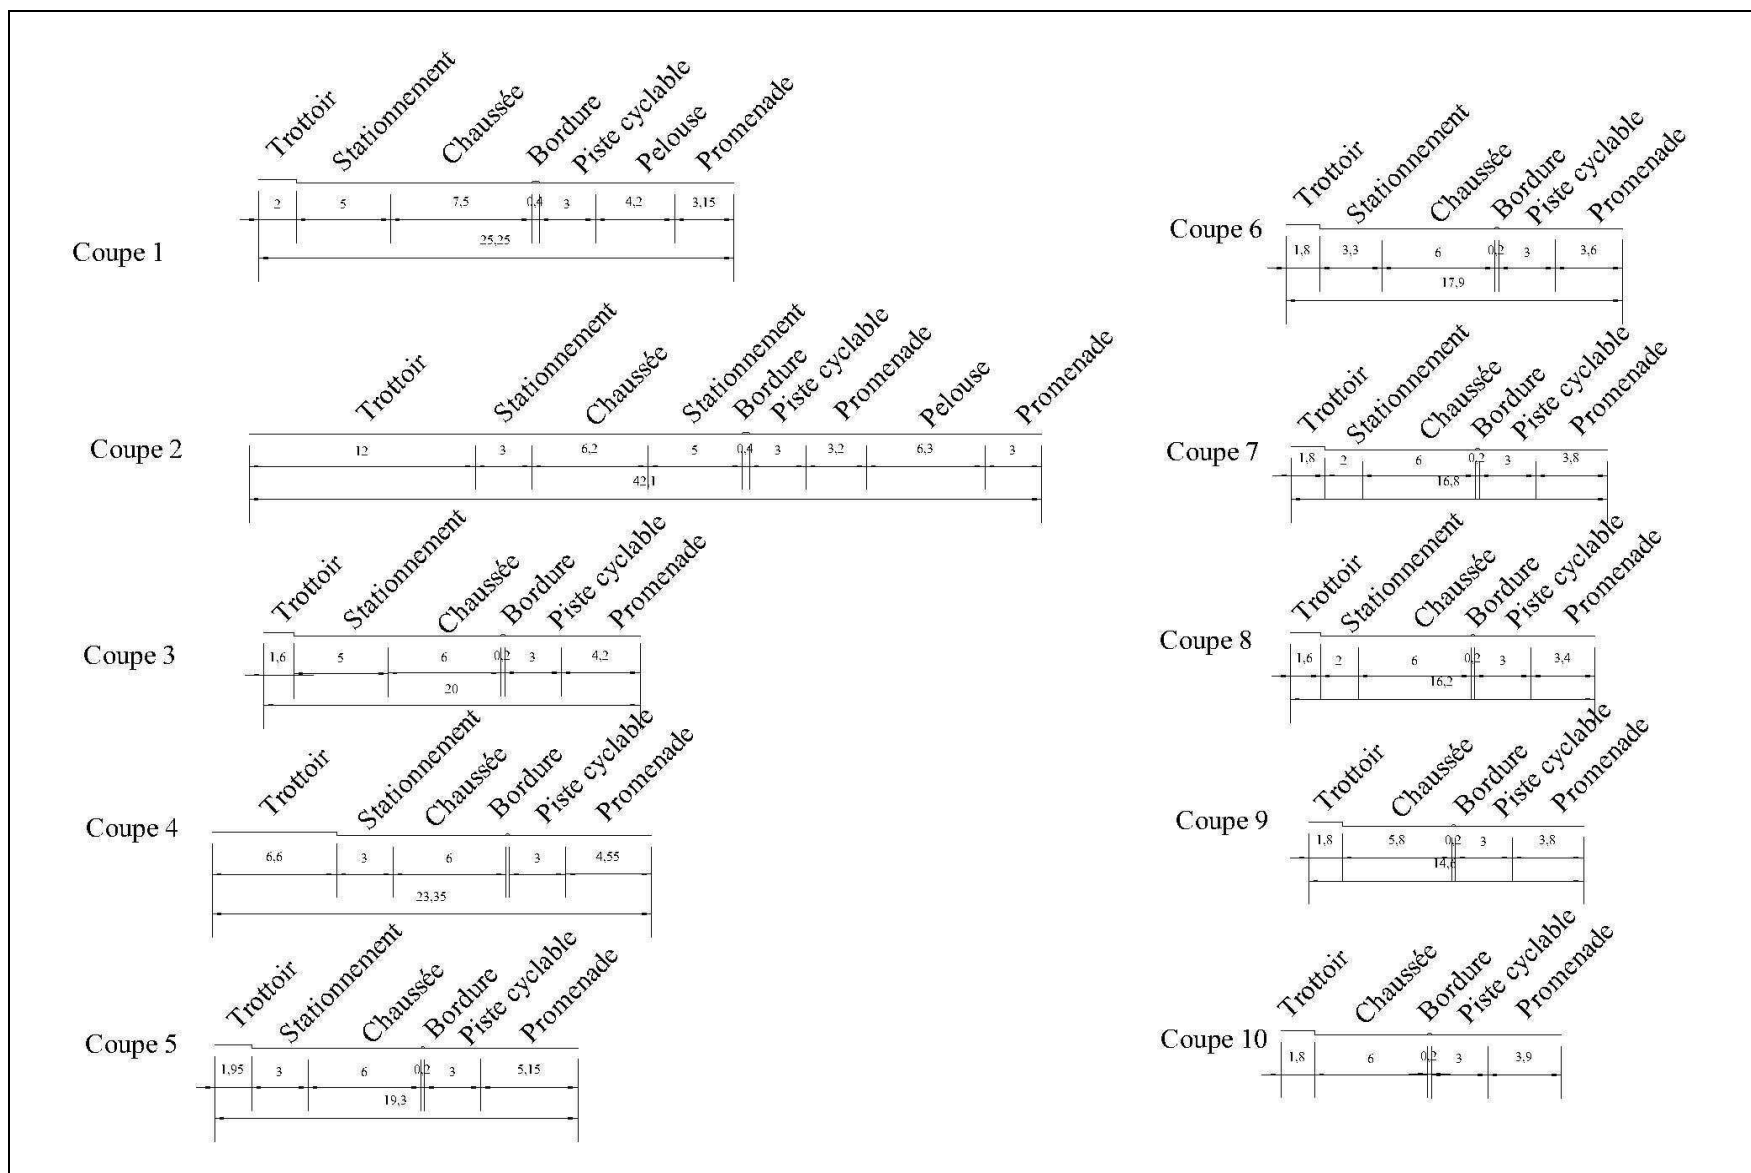 Trottoir Stationnement Chaussée Bordure Piste cyclable Pelouse Promenade
2 5 7,5 0,4 3 4,2 3,15
25,25
Coupe 1
Trottoir Stationnement Chaussée Stationnement Bordure Piste cyclable Promenade Pelouse Promenade
Coupe 2
12 3 6,2 5 0,4 3 3,2 6,3 3
42,1
Trottoir Stationnement Chaussée Bordure Piste cyclable Promenade
Coupe 3
1,6 5 6 0,2 3 4,2
20
Trottoir Stationnement Chaussée Bordure Piste cyclable Promenade
Coupe 4
6,6 3 6 3 4,55
23,35
Trottoir Stationnement Chaussée Bordure Piste cyclable Promenade
Coupe 5
1,95 3 6 0,2 3 5,15
19,3
Trottoir Stationnement Chaussée Bordure Piste cyclable Promenade
Coupe 6
1,8 3,3 6 0,2 3 3,6
17,9
Trottoir Stationnement Chaussée Bordure Piste cyclable Promenade
Coupe 7
1,8 2 6 0,2 3 3,8
16,8
Trottoir Stationnement Chaussée Bordure Piste cyclable Promenade
Coupe 8
1,6 2 6 0,2 3 3,4
16,2
Trottoir Chaussée Bordure Piste cyclable Promenade
Coupe 9
1,8 5,8 0,2 3 3,8
14,6
Trottoir Chaussée Bordure Piste cyclable Promenade
Coupe 10
1,8 6 0,2 3 3,9